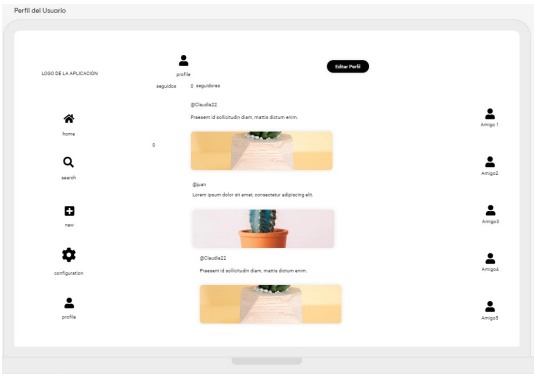 Perfil del Usuario
LOGO DE LA APLICACIÓN
profile
Editar Perfil
seguidos
0 seguidores
0
home
search
new
configuration
profile
@Claudia22
Praesent id sollicitudin diam, mattis dictum enim.
@juan
Lorem ipsum dolor sit amet, consectetur adipiscing elit.
@Claudia22
Praesent id sollicitudin diam, mattis dictum enim.
Amigo 1
Amigo2
Amigo3
Amigo4
Amigo5